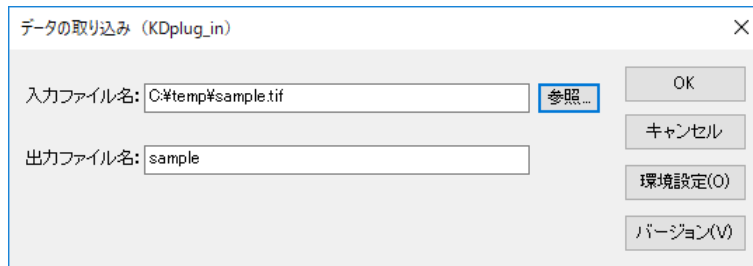 データの取り込み（KDplug_in）
入力ファイル名: C:¥temp¥sample.tif 参照...
OK
キャンセル
出力ファイル名: sample
環境設定(O)
バージョン(V)